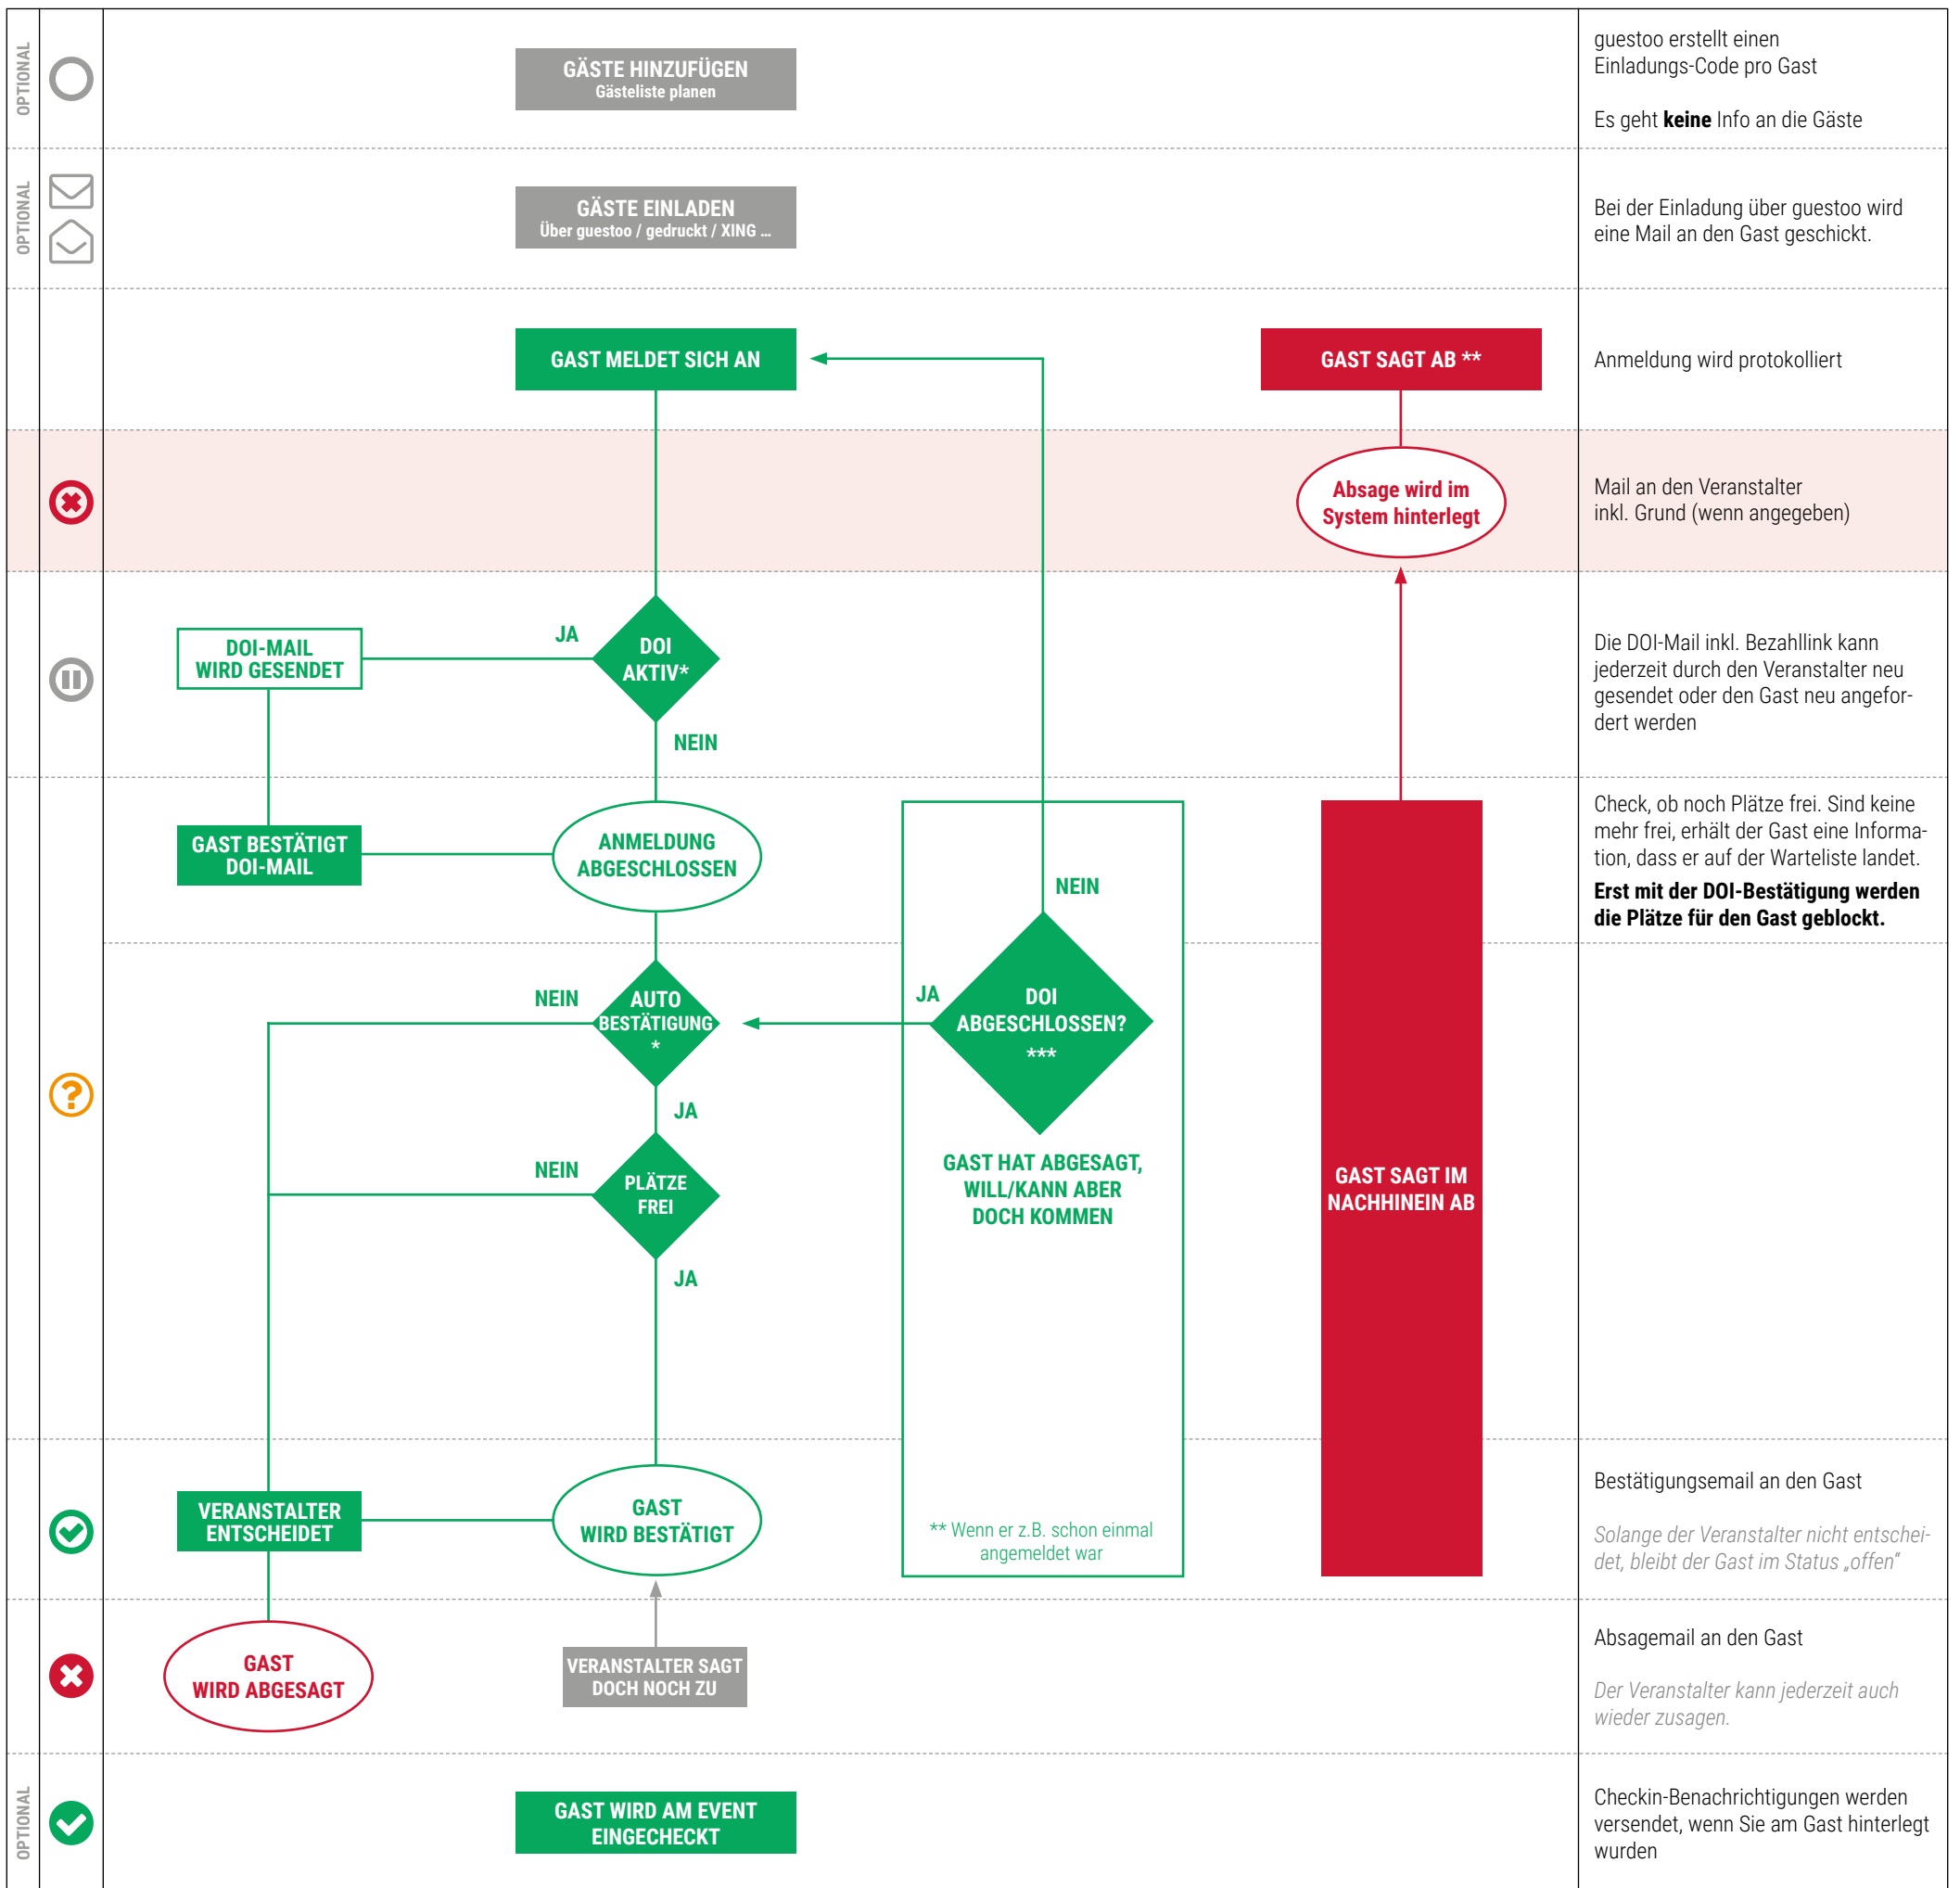 OPTIONAL
GÄSTE HINZUFÜGEN
Gästeliste planen
guestoo erstellt einen
Einladungs-Code pro Gast
Es geht keine Info an die Gäste
OPTIONAL
GÄSTE EINLADEN
Über guestoo / gedruckt / XING ...
Bei der Einladung über guestoo wird
eine Mail an den Gast geschickt.
GAST MELDET SICH AN
GAST SAGT AB **
Anmeldung wird protokolliert
Absage wird im
System hinterlegt
Mail an den Veranstalter
inkl. Grund (wenn angegeben)
DOI-MAIL
WIRD GESENDET
JA
DOI
AKTIV*
NEIN
Die DOI-Mail inkl. Bezahllink kann
jederzeit durch den Veranstalter neu
gesendet oder den Gast neu angefor-
dert werden
GAST BESTÄTIGT
DOI-MAIL
ANMELDUNG
ABGESCHLOSSEN
NEIN
Check, ob noch Plätze frei. Sind keine
mehr frei, erhält der Gast eine Informa-
tion, dass er auf der Warteliste landet.
Erst mit der DOI-Bestätigung werden
die Plätze für den Gast geblockt.
NEIN
AUTO
BESTÄTIGUNG
*
JA
JA
DOI
ABGESCHLOSSEN?
***
NEIN
PLÄTZE
FREI
JA
GAST HAT ABGESAGT,
WILL/KANN ABER
DOCH KOMMEN
GAST SAGT IM
NACHHINEIN AB
VERANSTALTER
ENTSCHEIDET
GAST
WIRD BESTÄTIGT
** Wenn er z.B. schon einmal
angemeldet war
Bestätigungsemail an den Gast
Solange der Veranstalter nicht entschei-
det, bleibt der Gast im Status „offen“
GAST
WIRD ABGESAGT
VERANSTALTER SAGT
DOCH NOCH ZU
Absagemail an den Gast
Der Veranstalter kann jederzeit auch
wieder zusagen.
OPTIONAL
GAST WIRD AM EVENT
EINGECHECKT
Checkin-Benachrichtigungen werden
versendet, wenn Sie am Gast hinterlegt
wurden